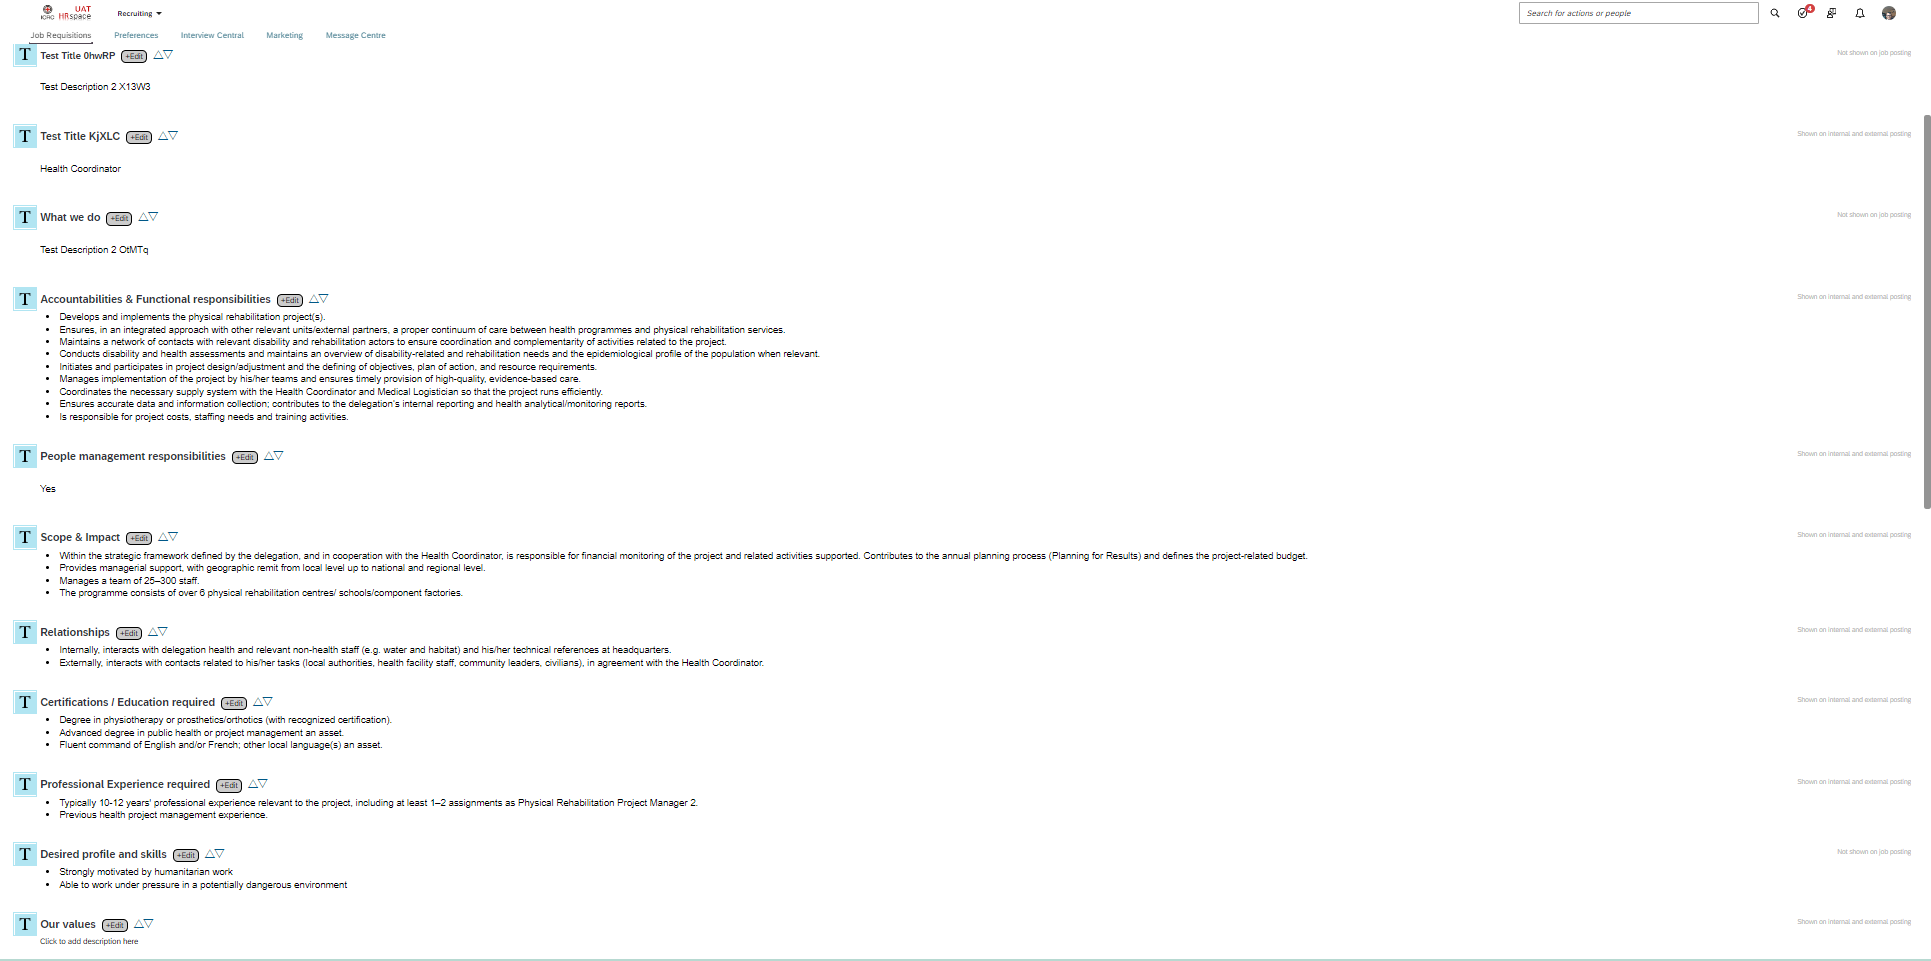 UAT
ICRC HRspace
Recruiting
Search for actions or people
4
Job Requisitions Preferences Interview Central Marketing Message Centre
T Test Title 0hwRP +Edit Not shown on job posting
Test Description 2 X13W3
T Test Title KjXLC +Edit Shown on internal and external posting
Health Coordinator
T What we do +Edit Not shown on job posting
Test Description 2 OtMTq
T Accountabilities & Functional responsibilities +Edit Shown on internal and external posting
• Develops and implements the physical rehabilitation project(s).
• Ensures, in an integrated approach with other relevant units/external partners, a proper continuum of care between health programmes and physical rehabilitation services.
• Maintains a network of contacts with relevant disability and rehabilitation actors to ensure coordination and complementarity of activities related to the project.
• Conducts disability and health assessments and maintains an overview of disability-related and rehabilitation needs and the epidemiological profile of the population when relevant.
• Initiates and participates in project design/adjustment and the defining of objectives, plan of action, and resource requirements.
• Manages implementation of the project by his/her teams and ensures timely provision of high-quality, evidence-based care.
• Coordinates the necessary supply system with the Health Coordinator and Medical Logistician so that the project runs efficiently.
• Ensures accurate data and information collection; contributes to the delegation's internal reporting and health analytical/monitoring reports.
• Is responsible for project costs, staffing needs and training activities.
T People management responsibilities +Edit Shown on internal and external posting
Yes
T Scope & Impact +Edit Shown on internal and external posting
• Within the strategic framework defined by the delegation, and in cooperation with the Health Coordinator, is responsible for financial monitoring of the project and related activities supported. Contributes to the annual planning process (Planning for Results) and defines the project-related budget.
• Provides managerial support, with geographic remit from local level up to national and regional level.
• Manages a team of 25–300 staff.
• The programme consists of over 6 physical rehabilitation centres/ schools/component factories.
T Relationships +Edit Shown on internal and external posting
• Internally, interacts with delegation health and relevant non-health staff (e.g. water and habitat) and his/her technical references at headquarters.
• Externally, interacts with contacts related to his/her tasks (local authorities, health facility staff, community leaders, civilians), in agreement with the Health Coordinator.
T Certifications / Education required +Edit Shown on internal and external posting
• Degree in physiotherapy or prosthetics/orthotics (with recognized certification).
• Advanced degree in public health or project management an asset.
• Fluent command of English and/or French; other local language(s) an asset.
T Professional Experience required +Edit Shown on internal and external posting
• Typically 10-12 years' professional experience relevant to the project, including at least 1–2 assignments as Physical Rehabilitation Project Manager 2.
• Previous health project management experience.
T Desired profile and skills +Edit Not shown on job posting
• Strongly motivated by humanitarian work
• Able to work under pressure in a potentially dangerous environment
T Our values +Edit Shown on internal and external posting
Click to add description here